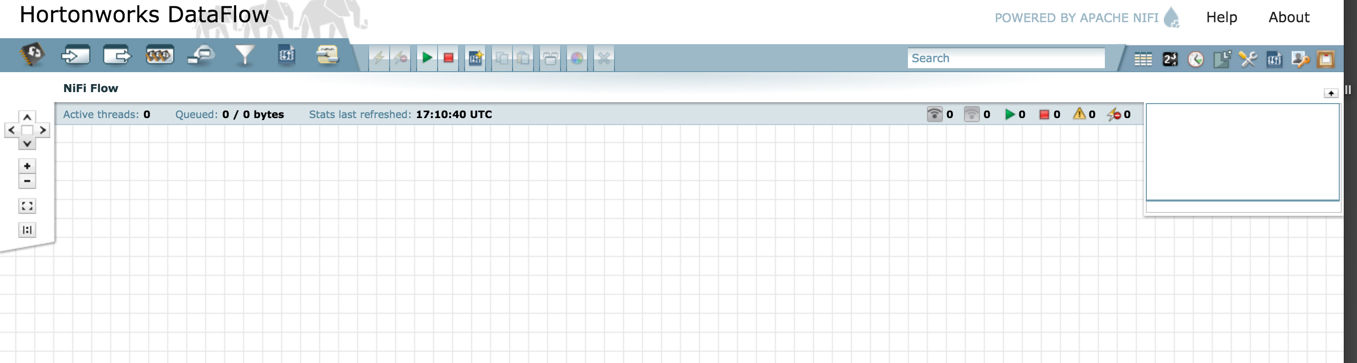 Hortonworks DataFlow
POWERED BY APACHE NIFI Help About
Search
NiFi Flow
Active threads: 0 Queued: 0 / 0 bytes Stats last refreshed: 17:10:40 UTC 0 0 0 0 0 0